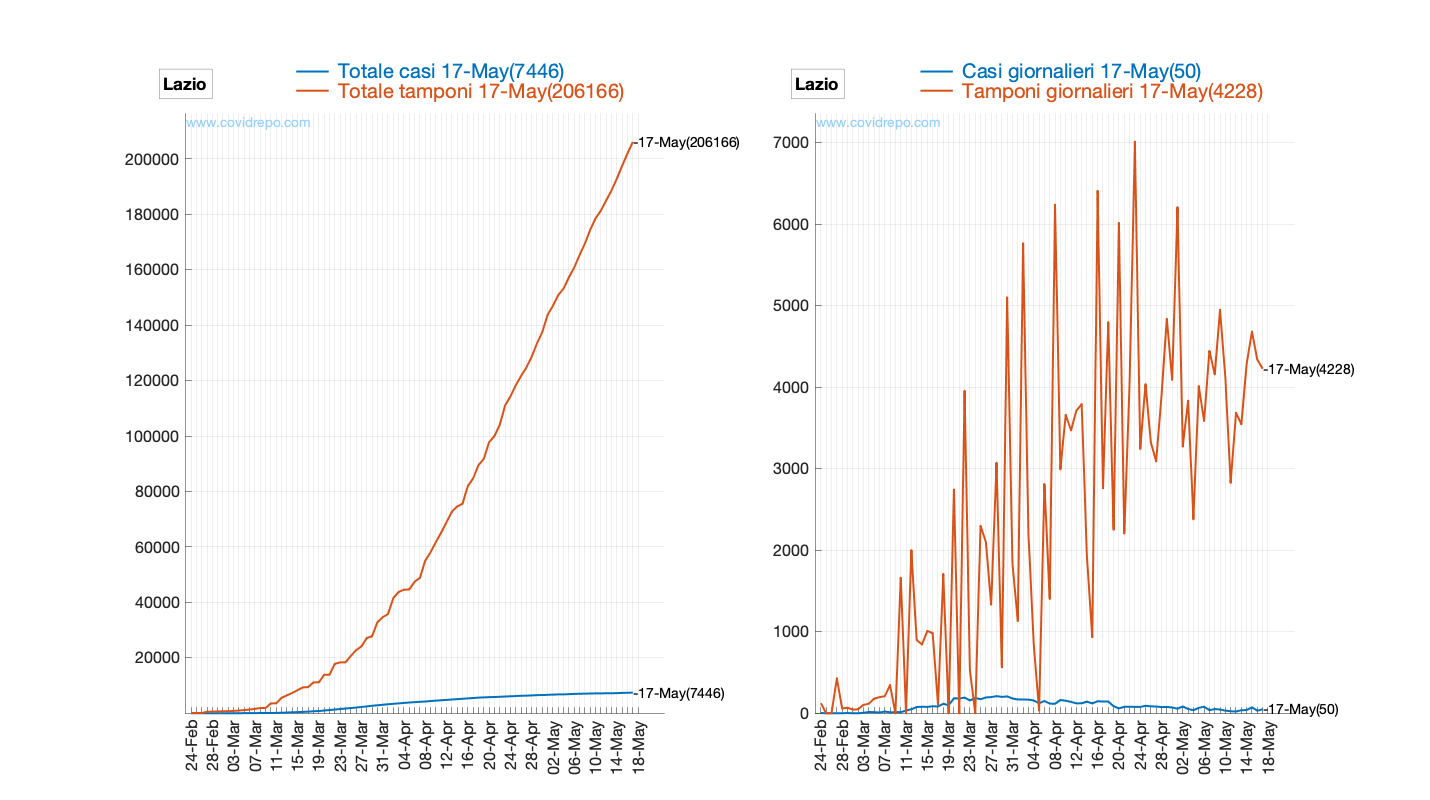 Lazio
Totale casi 17-May(7446)
Totale tamponi 17-May(206166)
www.covidrepo.com
-17-May(206166)
200000
180000
160000
140000
120000
100000
80000
60000
40000
20000
-17-May(7446)
24-Feb
28-Feb
03-Mar
07-Mar
11-Mar
15-Mar
19-Mar
23-Mar
27-Mar
31-Mar
04-Apr
08-Apr
12-Apr
16-Apr
20-Apr
24-Apr
28-Apr
02-May
06-May
10-May
14-May
18-May
Lazio
Casi giornalieri 17-May(50)
Tamponi giornalieri 17-May(4228)
www.covidrepo.com
7000
6000
5000
4000
-17-May(4228)
3000
2000
1000
0
-17-May(50)
24-Feb
28-Feb
03-Mar
07-Mar
11-Mar
15-Mar
19-Mar
23-Mar
27-Mar
31-Mar
04-Apr
08-Apr
12-Apr
16-Apr
20-Apr
24-Apr
28-Apr
02-May
06-May
10-May
14-May
18-May